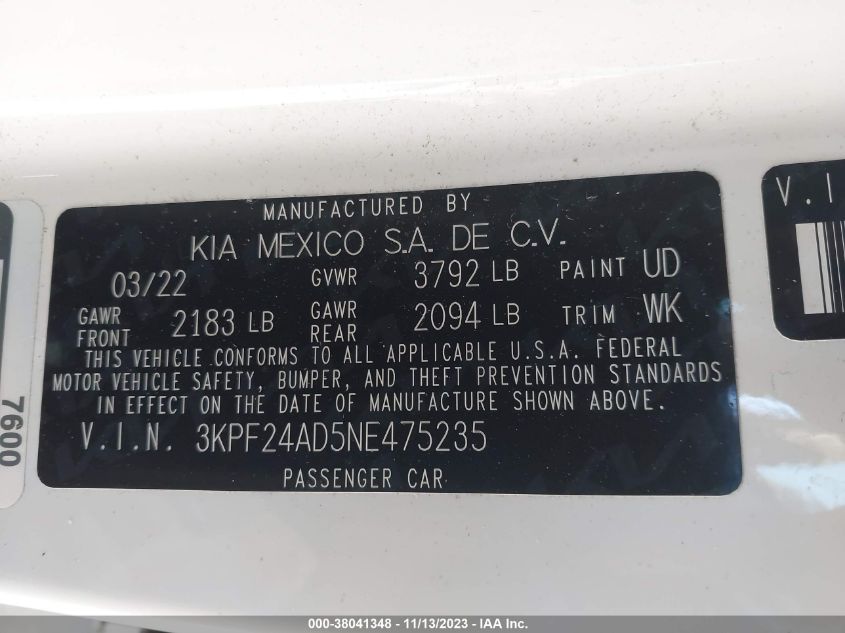 MANUFACTURED BY
KIA MEXICO S.A. DE C.V.
03/22 GVWR 3792 LB PAINT UD
GAWR FRONT 2183 LB GAWR REAR 2094 LB TRIM WK
THIS VEHICLE CONFORMS TO ALL APPLICABLE U.S.A. FEDERAL
MOTOR VEHICLE SAFETY, BUMPER, AND THEFT PREVENTION STANDARDS
IN EFFECT ON THE DATE OF MANUFACTURE SHOWN ABOVE.
V.I.N. 3KPF24AD5NE475235
PASSENGER CAR
7600
V.I
000-38041348 - 11/13/2023 - IAA Inc.